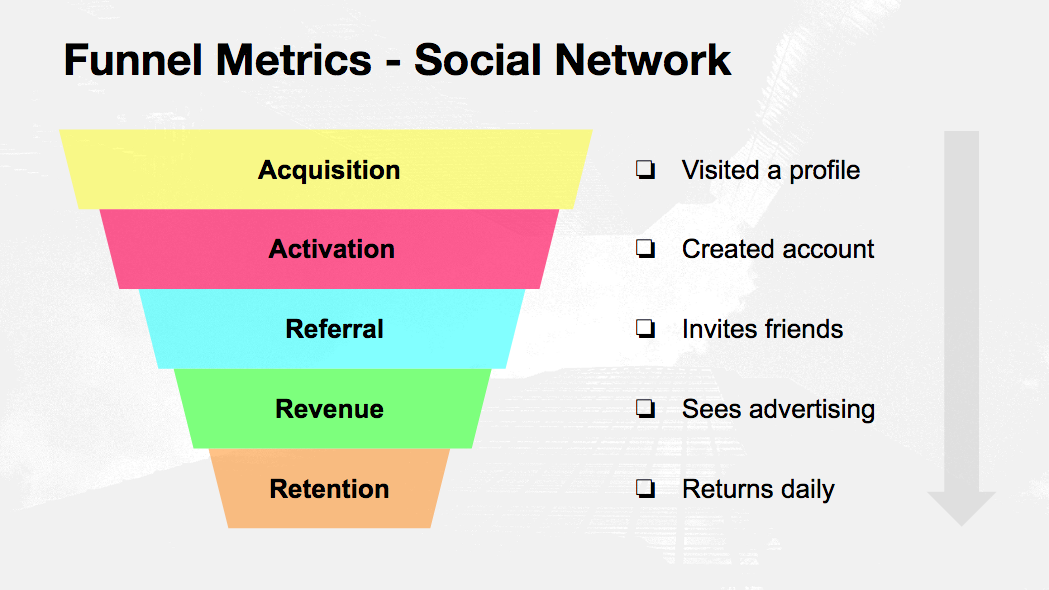 Funnel Metrics - Social Network
Acquisition
❏ Visited a profile
Activation
❏ Created account
Referral
❏ Invites friends
Revenue
❏ Sees advertising
Retention
❏ Returns daily